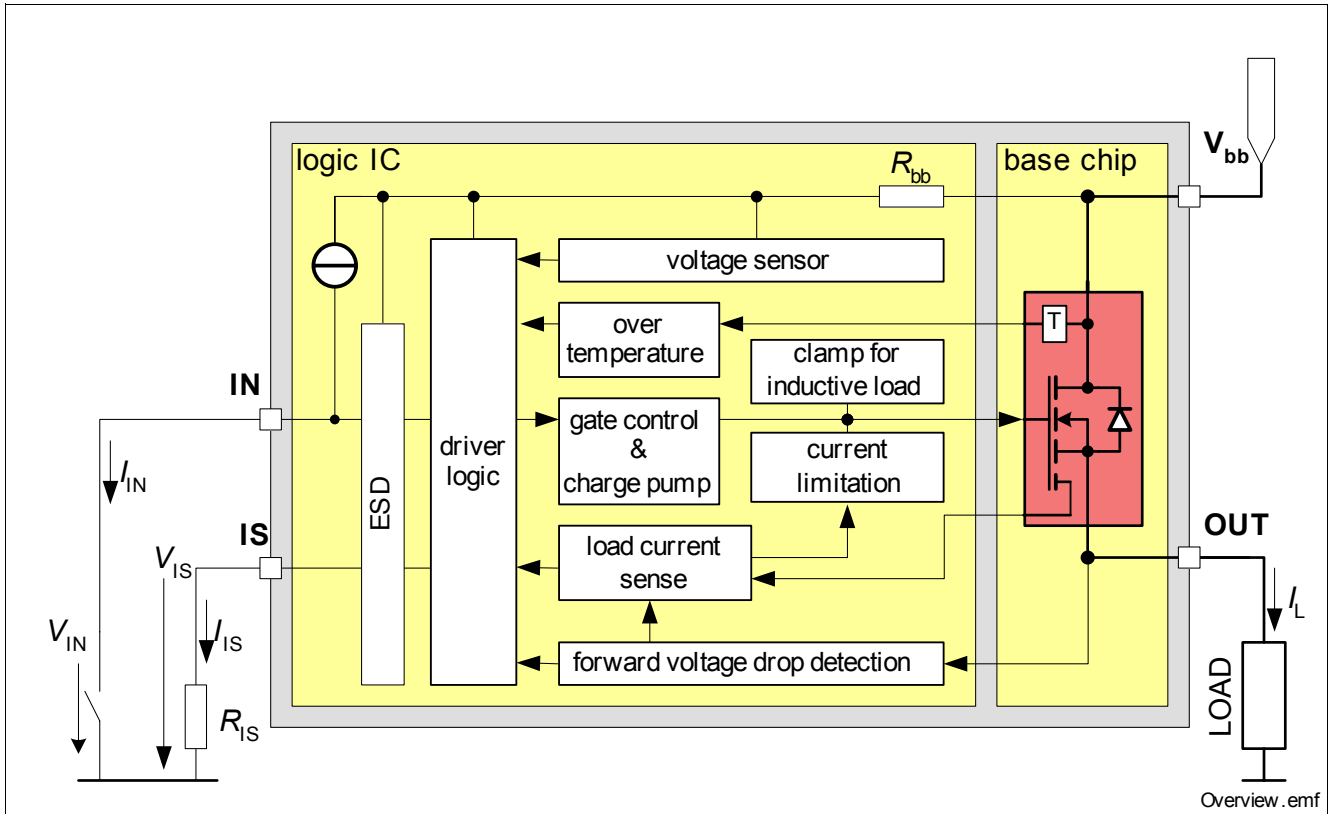 logic IC
R_bb
base chip
V_bb
voltage sensor
over
temperature
T
clamp for
inductive load
IN
gate control
&
charge pump
driver
logic
current
limitation
I_IN
ESD
IS
OUT
load current
sense
V_IS
I_L
V_IN
I_IS
forward voltage drop detection
R_IS
LOAD
Overview.emf